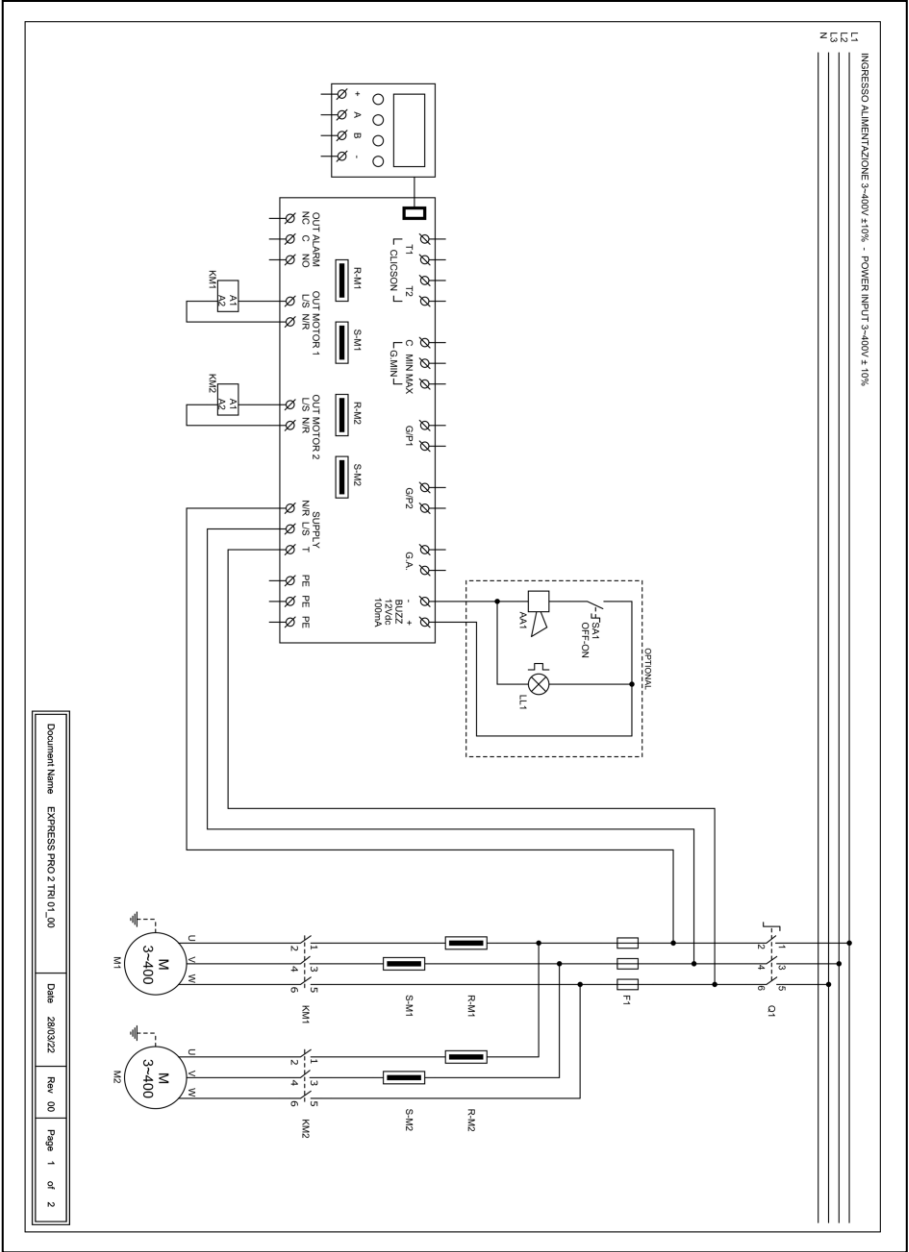 L1
L2
L3
N
INGRESSO ALIMENTAZIONE 3~400V ±10% - POWER INPUT 3~400V ± 10%
+ A B -
T1 T2
CLICSON
C MIN MAX
G.MIN
G/P1
G/P2
G.A.
- +
BUZZ
12Vdc
100mA
R-M1
S-M1
R-M2
S-M2
OUT ALARM
NC C NO
OUT MOTOR 1
L/S N/R
OUT MOTOR 2
L/S N/R
SUPPLY
N/R L/S T
PE PE PE
A1
A2
KM1
A1
A2
KM2
OPTIONAL
SA1
OFF-ON
AA1
LL1
1 3 5
2 4 6
Q1
F1
R-M1
S-M1
R-M2
S-M2
1 3 5
2 4 6
KM1
1 3 5
2 4 6
KM2
U V W
M
3~400
M1
U V W
M
3~400
M2
Document Name EXPRESS PRO 2 TRI 01_00 Date 28/03/22 Rev 00 Page 1 of 2